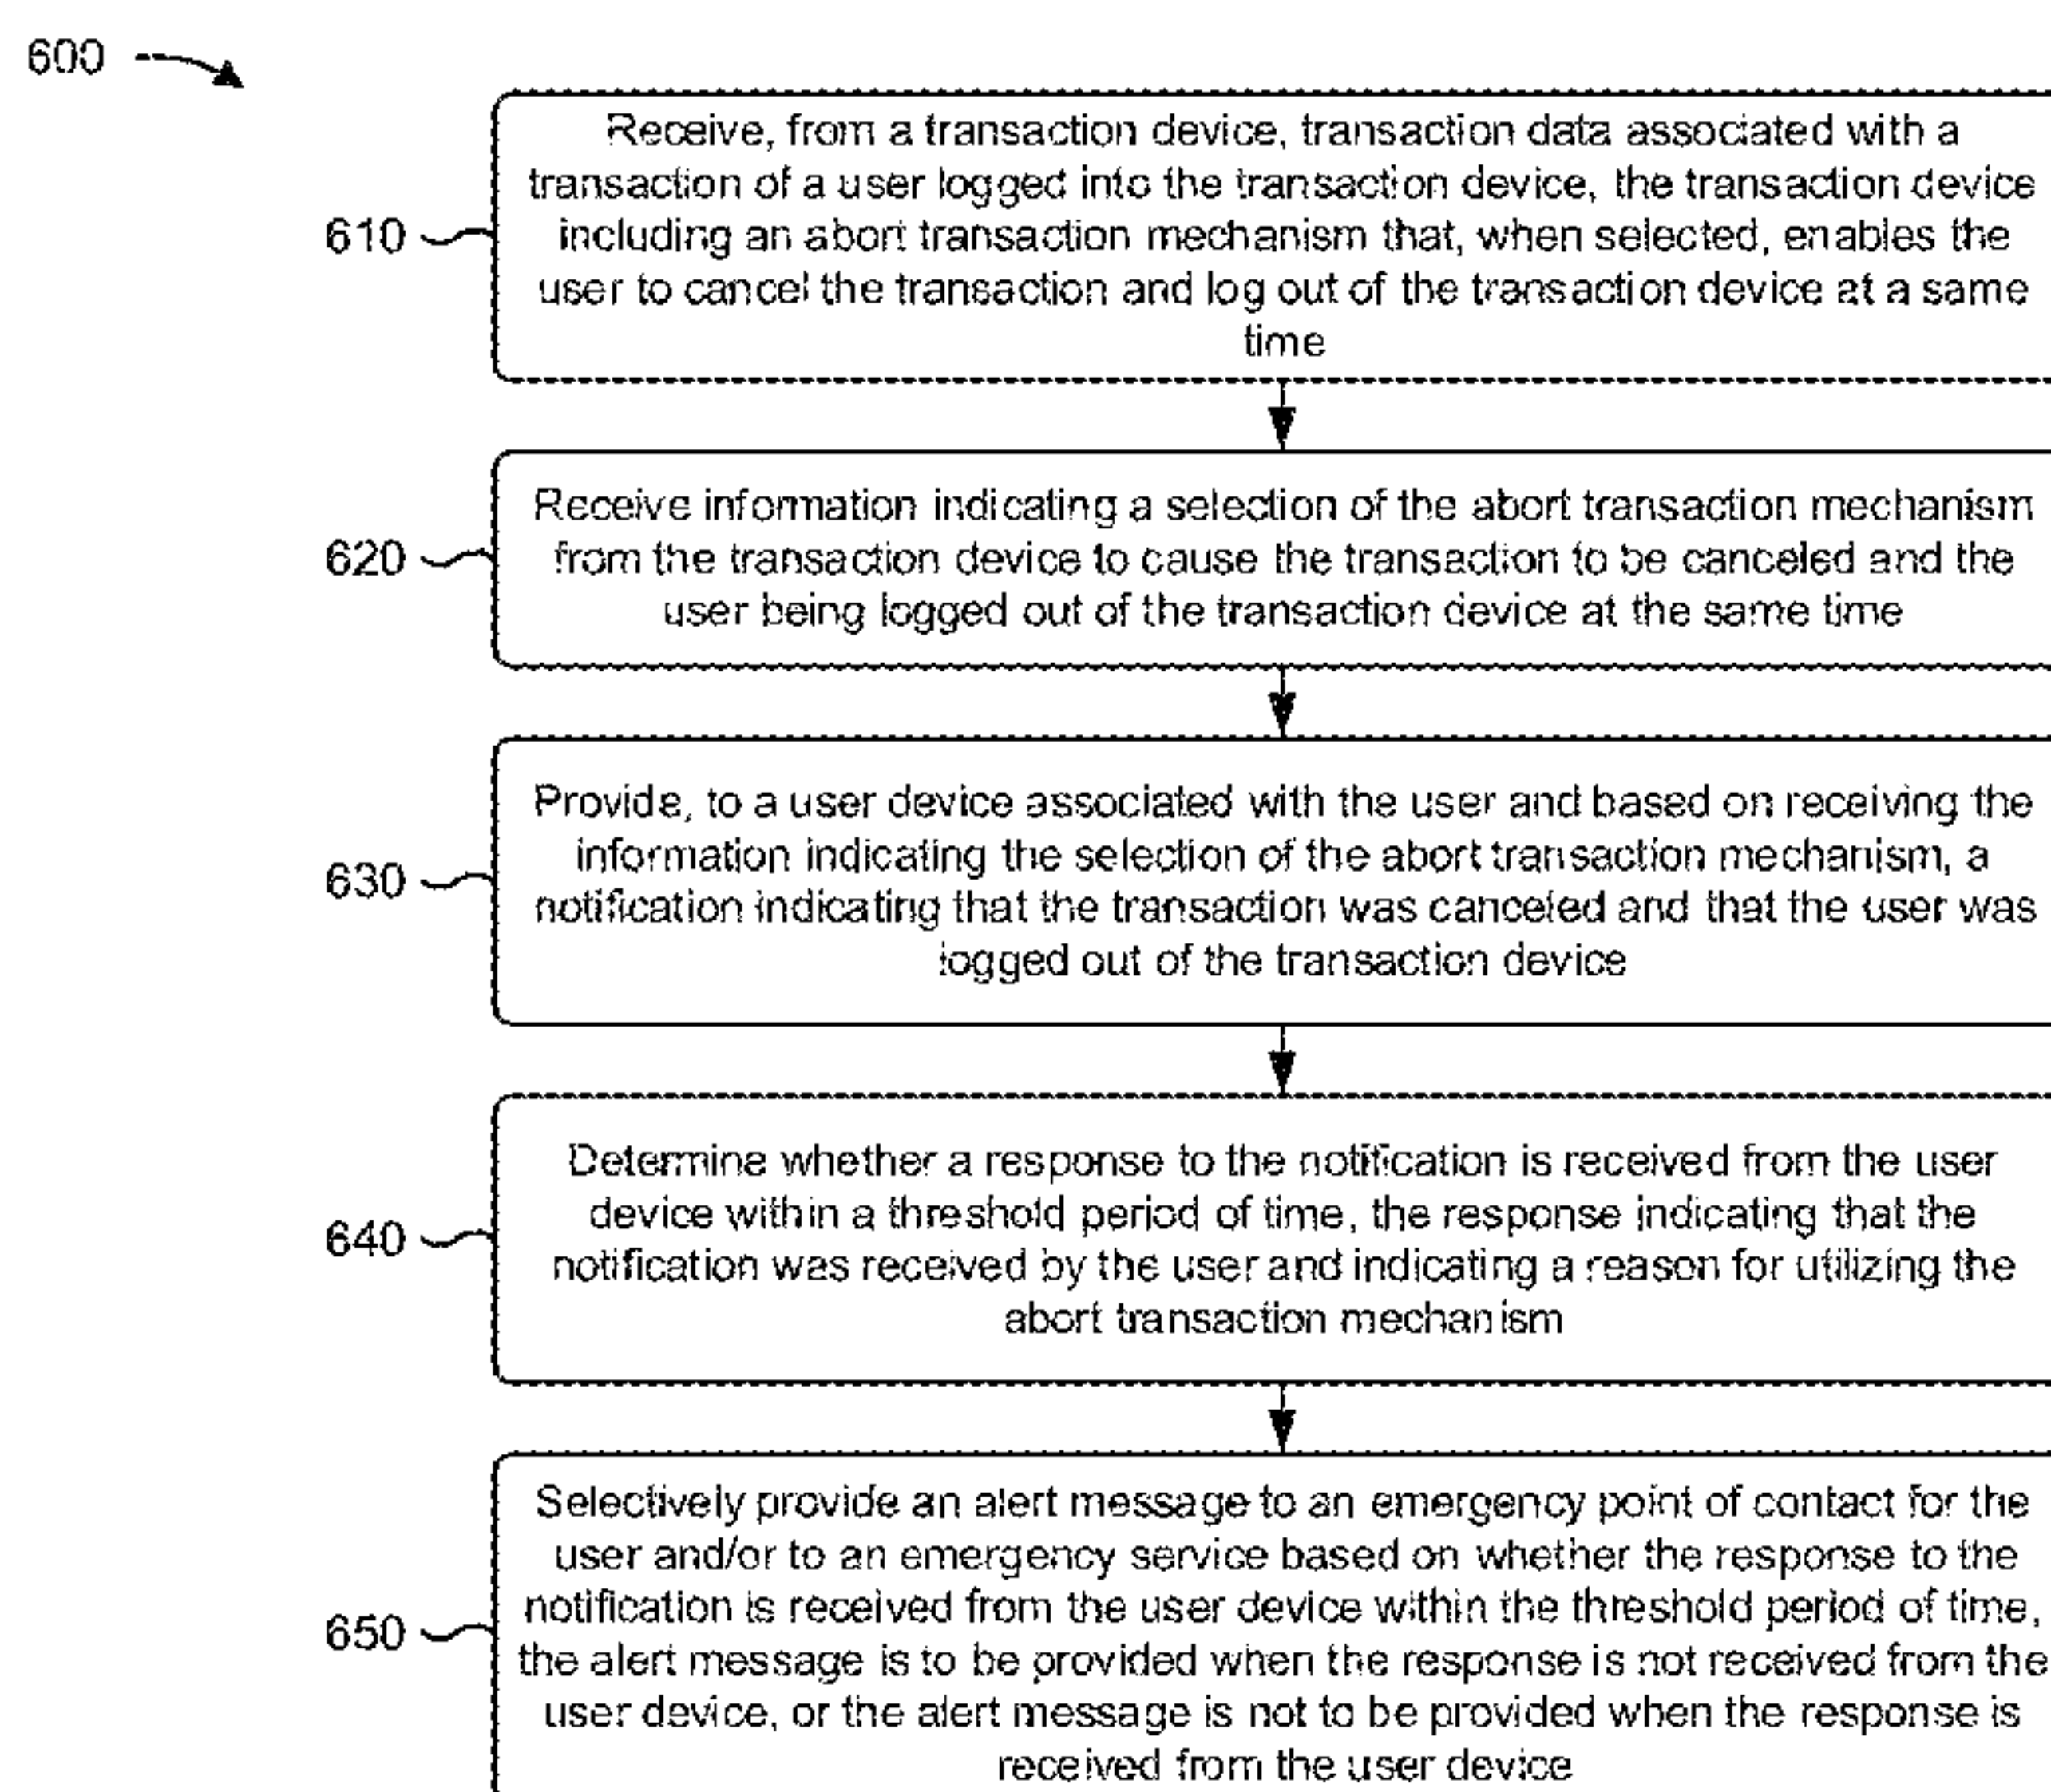 600
Receive, from a transaction device, transaction data associated with a
transaction of a user logged into the transaction device, the transaction device
610
including an abort transaction mechanism that, when selected, enables the
user to cancel the transaction and log out of the transaction device at a same
time
Receive information indicating a selection of the abort transaction mechanism
620
from the transaction device to cause the transaction to be canceled and the
user being logged out of the transaction device at the same time
Provide, to a user device associated with the user and based on receiving the
information indicating the selection of the abort transaction mechanism, a
630
notification indicating that the transaction was canceled and that the user was
logged out of the transaction device
Determine whether a response to the notification is received from the user
device within a threshold period of time, the response indicating that the
640
notification was received by the user and indicating a reason for utilizing the
abort transaction mechanism
Selectively provide an alert message to an emergency point of contact for the
user and/or to an emergency service based on whether the response to the
notification is received from the user device within the threshold period of time,
650
the alert message is to be provided when the response is not received from the
user device, or the alert message is not to be provided when the response is
received from the user device